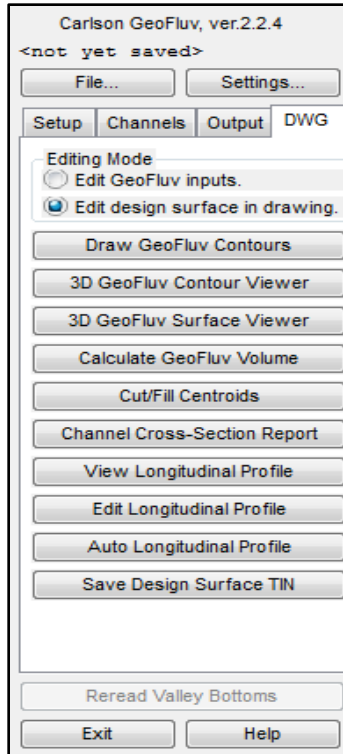 Carlson GeoFluv, ver.2.2.4
<not yet saved>
File... Settings...
Setup Channels Output DWG
Editing Mode
Edit GeoFluv inputs.
Edit design surface in drawing.
Draw GeoFluv Contours
3D GeoFluv Contour Viewer
3D GeoFluv Surface Viewer
Calculate GeoFluv Volume
Cut/Fill Centroids
Channel Cross-Section Report
View Longitudinal Profile
Edit Longitudinal Profile
Auto Longitudinal Profile
Save Design Surface TIN
Reread Valley Bottoms
Exit Help